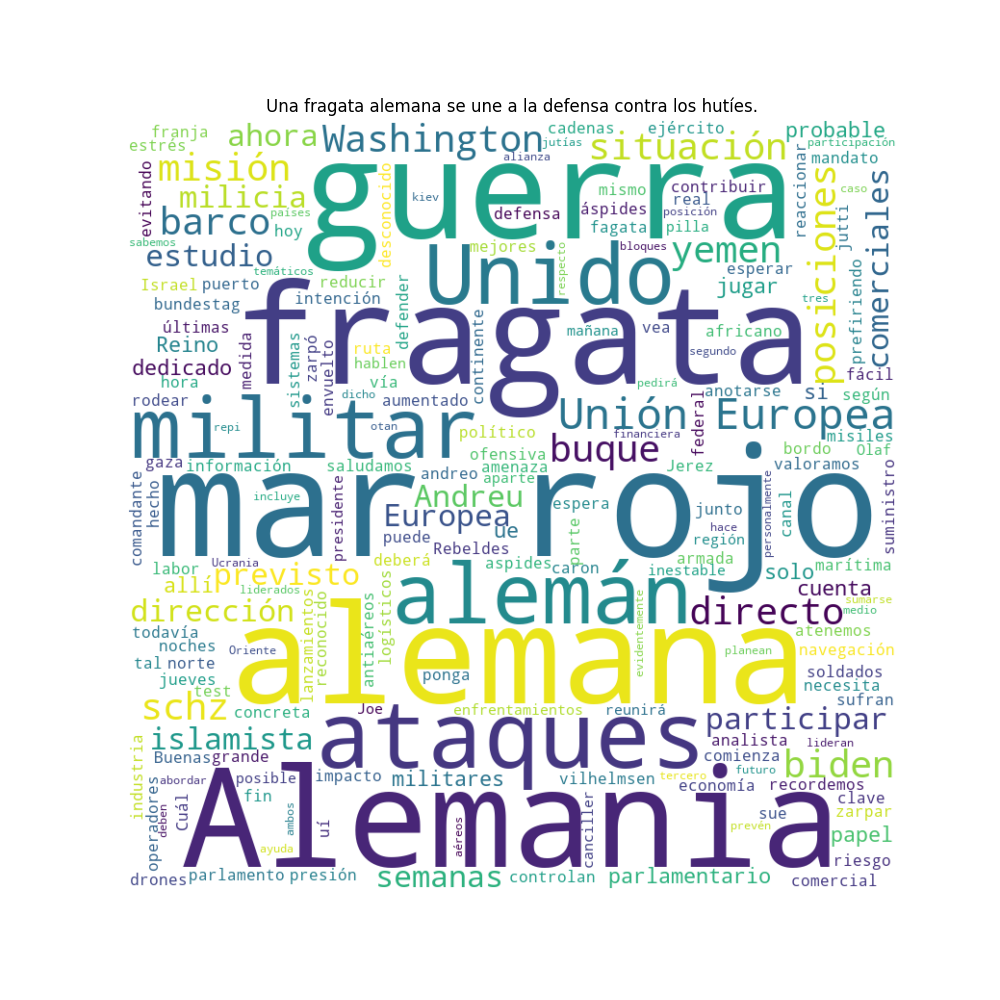 Una fragata alemana se une a la defensa contra los hutíes.
franja
estrés
ahora
Washington
cadenas
jutías
ejército
probable
participación
misión
alianza
situación
reaccionar
mandato
caso
evitando
milicia
guerra
desconocido
kiev
mismo
contribuir
real
posiciones
comerciales
barco
países
hoy
defensa
áspides
posición
fagata
pilla
jutti
sabemos
estudio
Unido
mejores
respecto
bloques
yemen
temáticos
reducir
esperar
prefiriendo
Israel
puerto
intención
defender
jugar
bundestag
fragata
tres
últimas
sistemas
zarpó
continente
mañana
vea
africano
Reino
medida
envuelto
ruta
hablen
segundo
dedicado
fácil
hora
vía
pedirá
anotarse
si
según
rodear
dicho
aumentado
militar
repi
otan
político
Unión Europea
financiera
federal
misiles
ofensiva
buque
bordo
Olaf
gaza
información
saludamos
amenaza
Jerez
valoramos
comandante
hecho
mar rojo
presidente
andreo
aparte
suministro
incluye
Andreu
espera
junto
personalmente
canal
Europea
ue
parte
hace
puede
Rebeldes
región
labor
Ucrania
deberá
aspides
caron
armada
inestable
solo
marítima
allí
previsto
liderados
alemán
cuenta
dirección
lanzamientos
reconocido
antiaéreos
logísticos
evidentemente
directo
sumarse
medio
todavía
alemana
atenemos
noches
tal
norte
Oriente
planean
navegación
jueves
test
ponga
soldados
necesita
schz
concreta
Joe
enfrentamientos
reunirá
sufran
islamista
ataques
participar
analista
lideran
industria
Buenas
grande
comienza
biden
operadores
abordar
posible
impacto
militares
vilhelmsen
tercero
futuro
economía
recordemos
deben
Cuál
fin
Alemania
canciller
clave
ambos
uí
aéreos
sue
zarpar
prevén
papel
ayuda
riesgo
drones
parlamento
presión
semanas
controlan
parlamentario
comercial